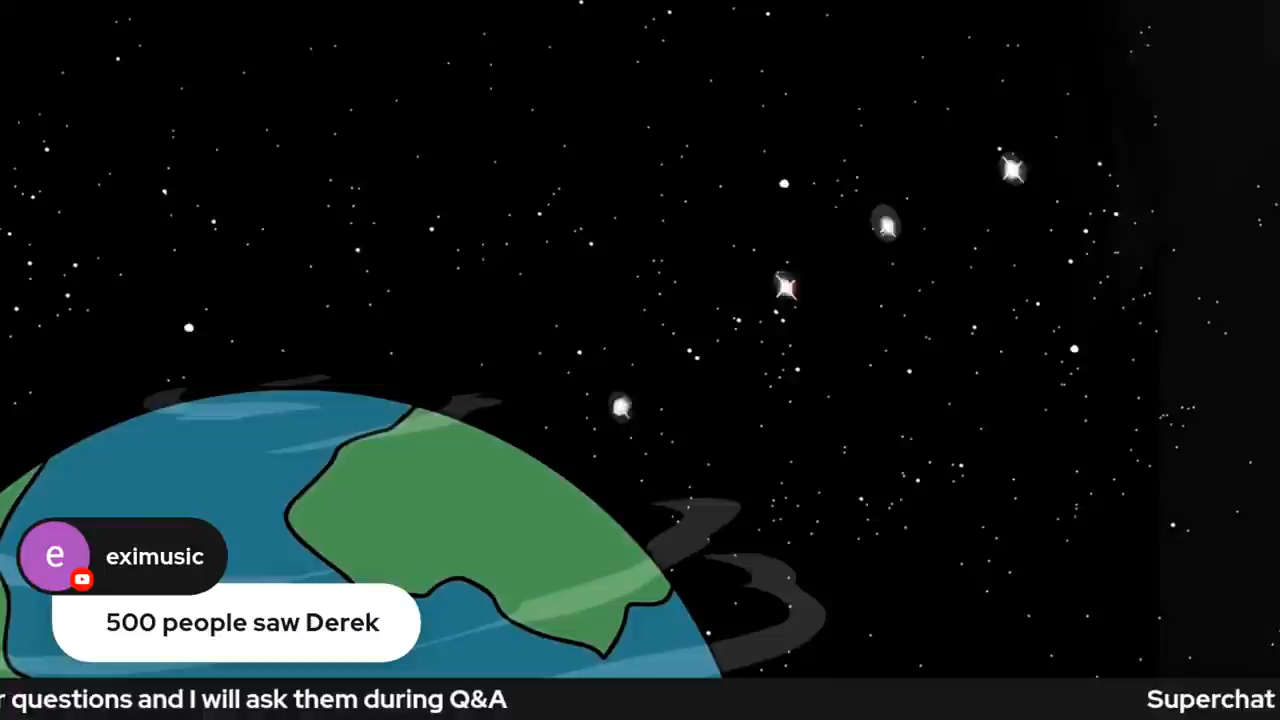 e
eximusic
500 people saw Derek
r questions and I will ask them during Q&A
Superchat